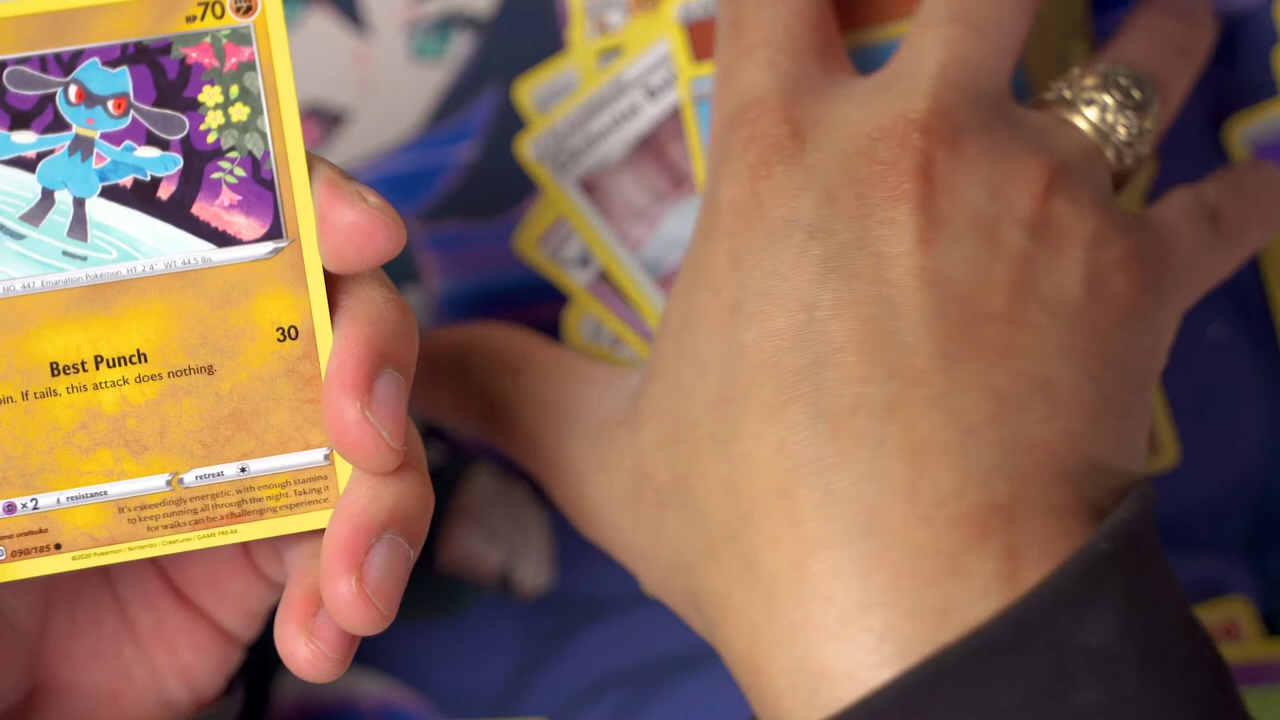 HP70
NO. 447 Emanation Pokémon HT 2'4" WT 44.5 lbs
30
Best Punch
If tails, this attack does nothing.
×2 resistance
retreat
It's exceedingly energetic, with enough stamina
to keep running all through the night. Taking it
for walks can be a challenging experience.
090/185
©2020 Pokémon / Nintendo / Creatures / GAME FREAK